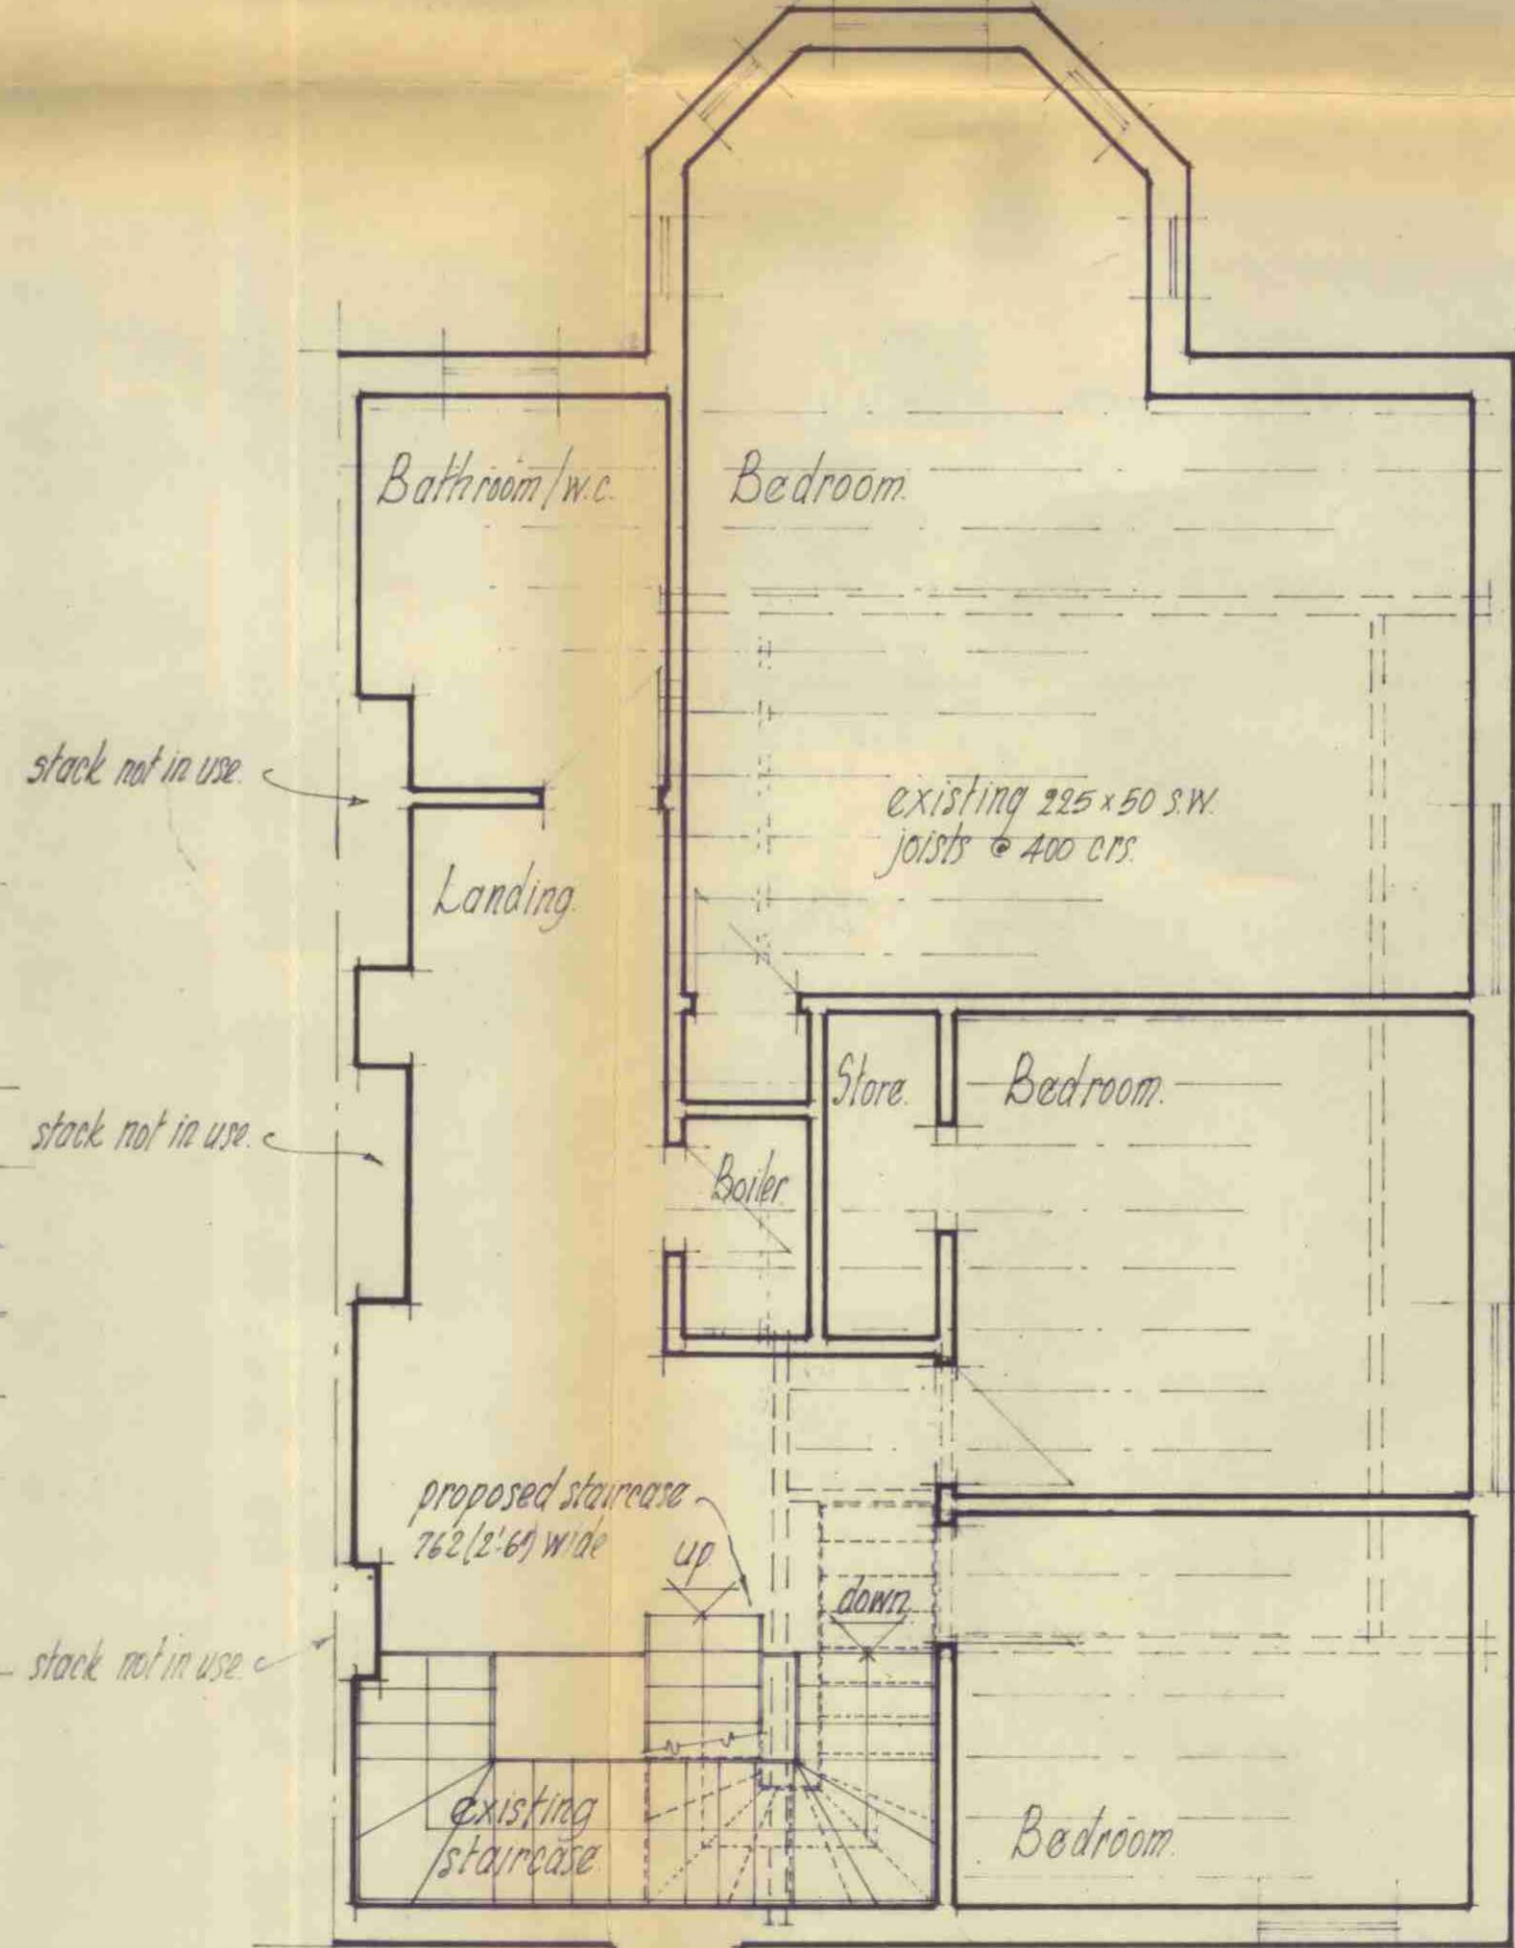 Bathroom/w.c.
Bedroom.
stack not in use.
existing 225 x 50 s.w.
joists @ 400 crs.
Landing.
Store.
Bedroom.
stack not in use.
Boiler.
proposed staircase
762 (2'-6") wide
up
down
stack not in use.
existing
staircase.
Bedroom.